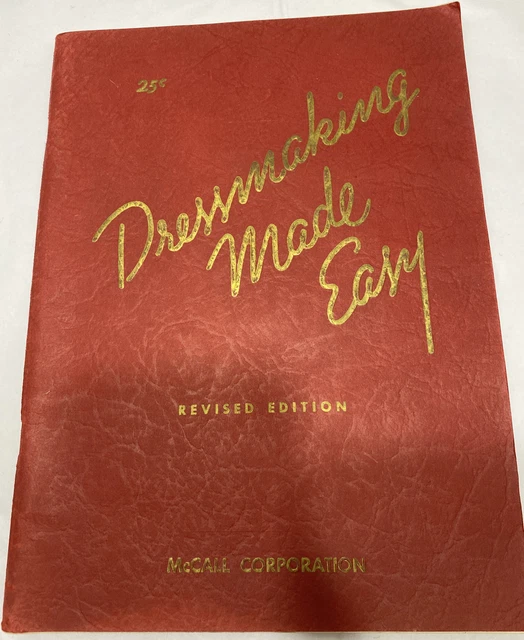 25¢
Dressmaking
Made
Easy
REVISED EDITION
McCALL CORPORATION